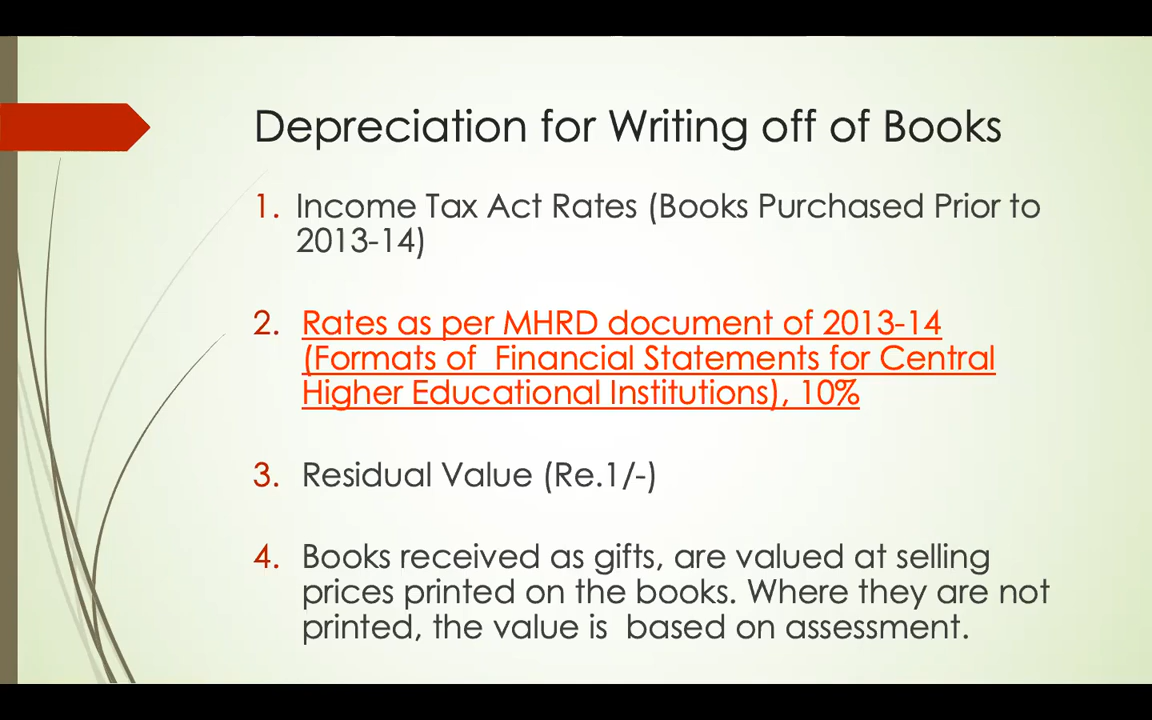 Depreciation for Writing off of Books
1. Income Tax Act Rates (Books Purchased Prior to
2013-14)
2. Rates as per MHRD document of 2013-14
(Formats of Financial Statements for Central
Higher Educational Institutions), 10%
3. Residual Value (Re.1/-)
4. Books received as gifts, are valued at selling
prices printed on the books. Where they are not
printed, the value is based on assessment.